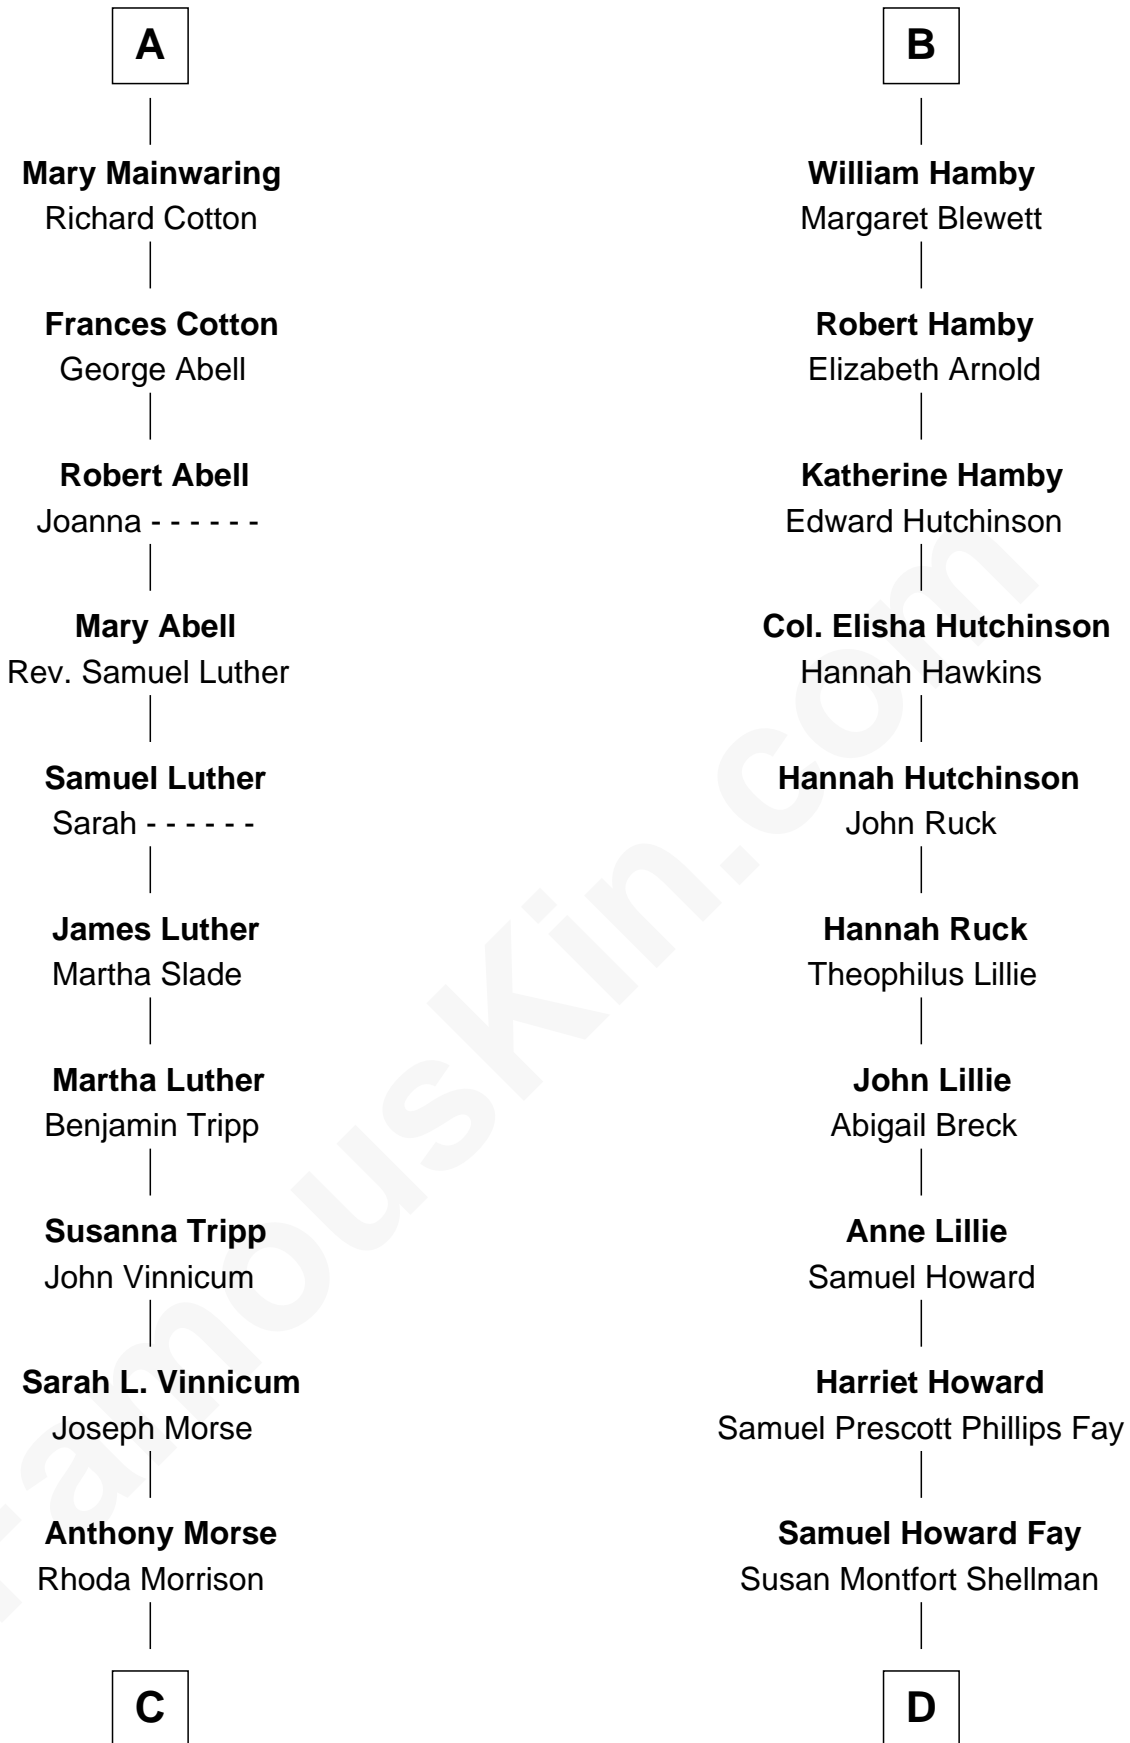 A
Mary Mainwaring
Richard Cotton
Frances Cotton
George Abell
Robert Abell
Joanna - - - - - -
Mary Abell
Rev. Samuel Luther
Samuel Luther
Sarah - - - - - -
James Luther
Martha Slade
Martha Luther
Benjamin Tripp
Susanna Tripp
John Vinnicum
Sarah L. Vinnicum
Joseph Morse
Anthony Morse
Rhoda Morrison
C
B
William Hamby
Margaret Blewett
Robert Hamby
Elizabeth Arnold
Katherine Hamby
Edward Hutchinson
Col. Elisha Hutchinson
Hannah Hawkins
Hannah Hutchinson
John Ruck
Hannah Ruck
Theophilus Lillie
John Lillie
Abigail Breck
Anne Lillie
Samuel Howard
Harriet Howard
Samuel Prescott Phillips Fay
Samuel Howard Fay
Susan Montfort Shellman
D
FamousKin.com